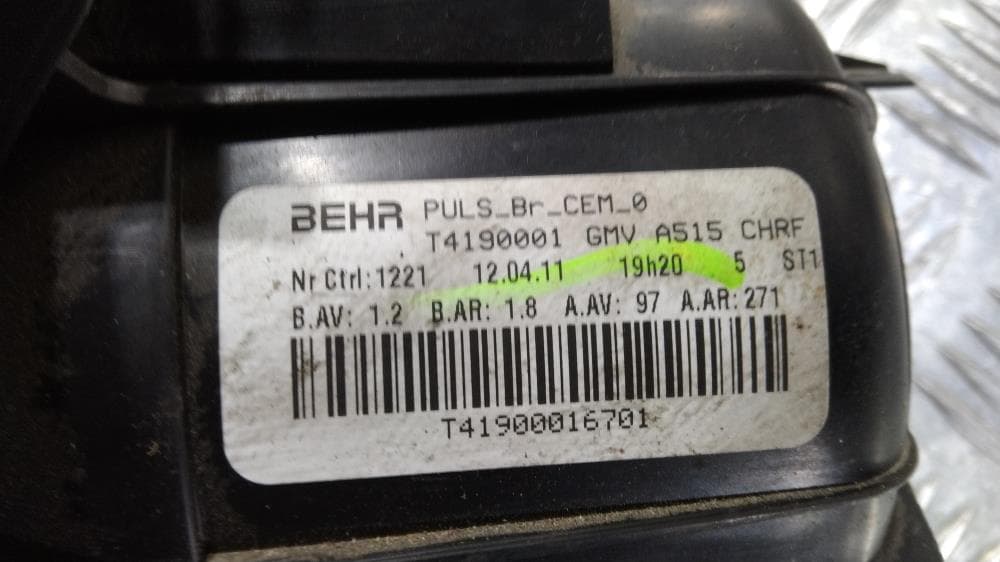 BEHR PULS_Br_CEM_0
T4190001 GMV A515 CHRF
Nr Ctrl:1221 12.04.11 19h20 5 ST1
B.AV: 1.2 B.AR: 1.8 A.AV: 97 A.AR:271
T41900016701